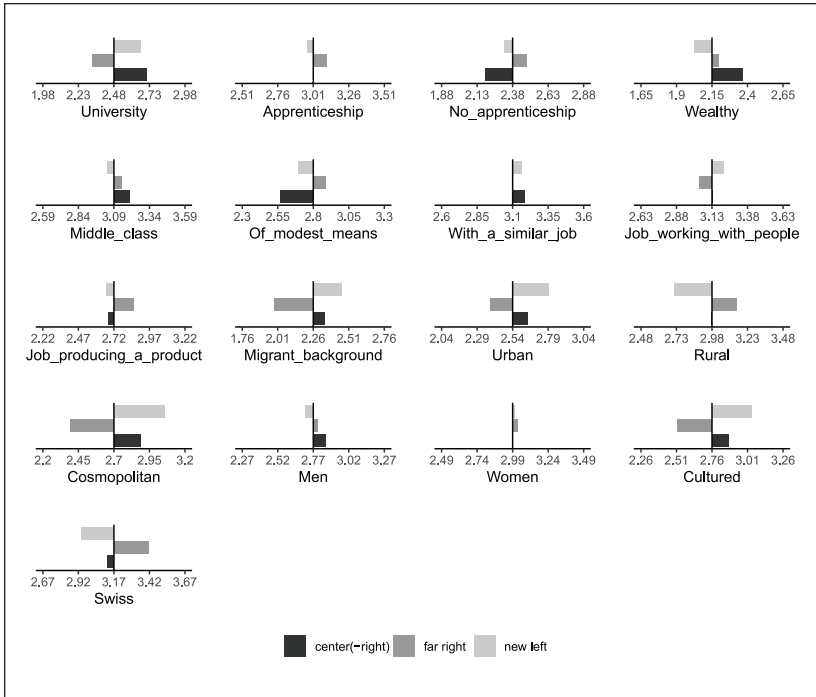 1.98 2.23 2.48 2.73 2.98
University
2.51 2.76 3.01 3.26 3.51
Apprenticeship
1.88 2.13 2.38 2.63 2.88
No_apprenticeship
1.65 1.9 2.15 2.4 2.65
Wealthy
2.59 2.84 3.09 3.34 3.59
Middle_class
2.3 2.55 2.8 3.05 3.3
Of_modest_means
2.6 2.85 3.1 3.35 3.6
With_a_similar_job
2.63 2.88 3.13 3.38 3.63
Job_working_with_people
2.22 2.47 2.72 2.97 3.22
Job_producing_a_product
1.76 2.01 2.26 2.51 2.76
Migrant_background
2.04 2.29 2.54 2.79 3.04
Urban
2.48 2.73 2.98 3.23 3.48
Rural
2.2 2.45 2.7 2.95 3.2
Cosmopolitan
2.27 2.52 2.77 3.02 3.27
Men
2.49 2.74 2.99 3.24 3.49
Women
2.26 2.51 2.76 3.01 3.26
Cultured
2.67 2.92 3.17 3.42 3.67
Swiss
center(−right) far right new left